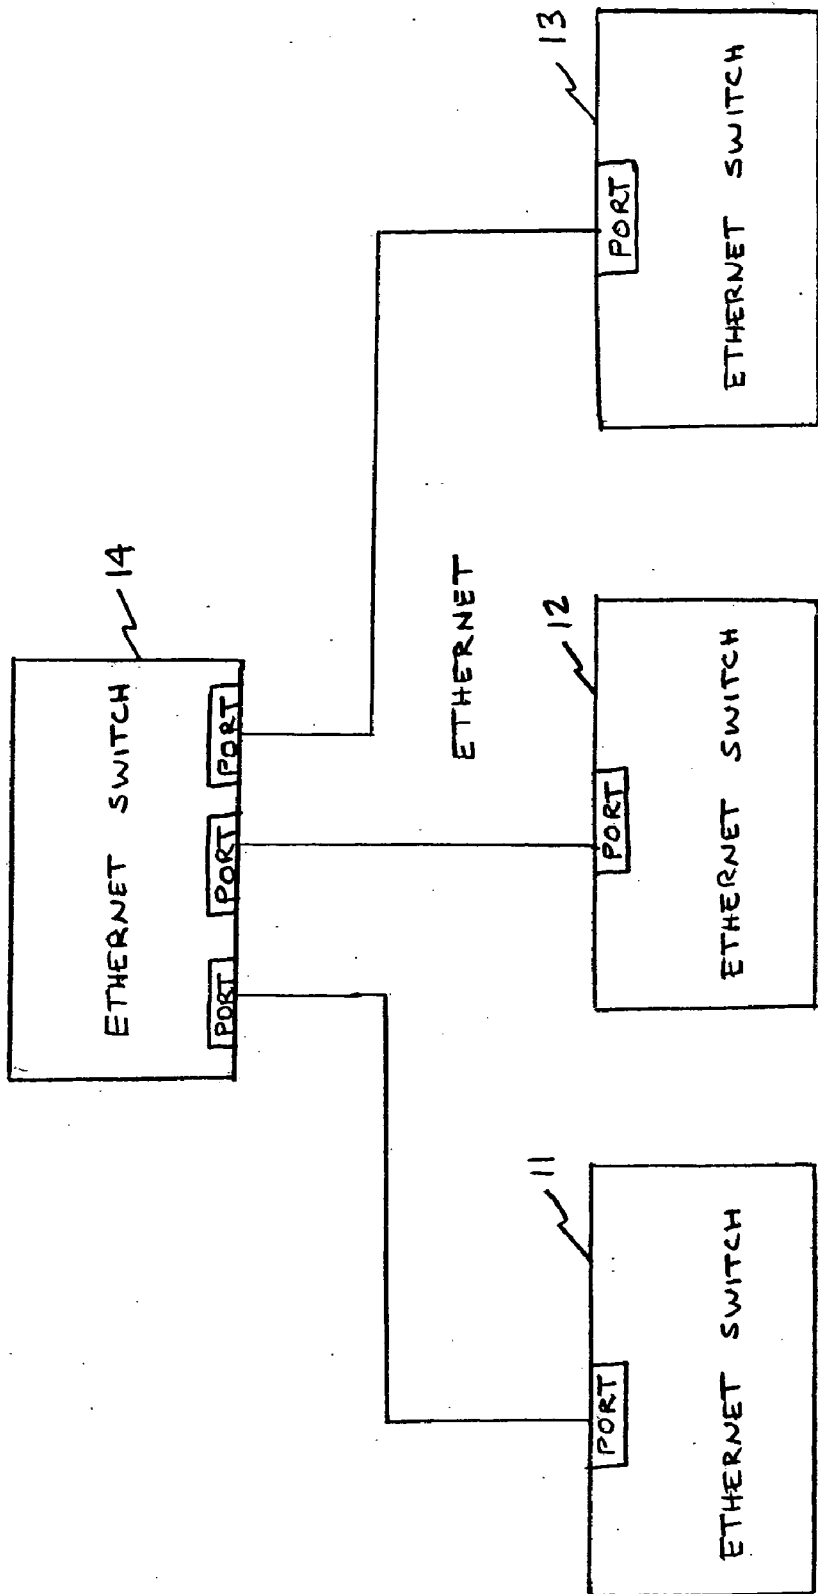 ETHERNET SWITCH
14
PORT
PORT
PORT
ETHERNET
11
PORT
ETHERNET SWITCH
12
PORT
ETHERNET SWITCH
13
PORT
ETHERNET SWITCH